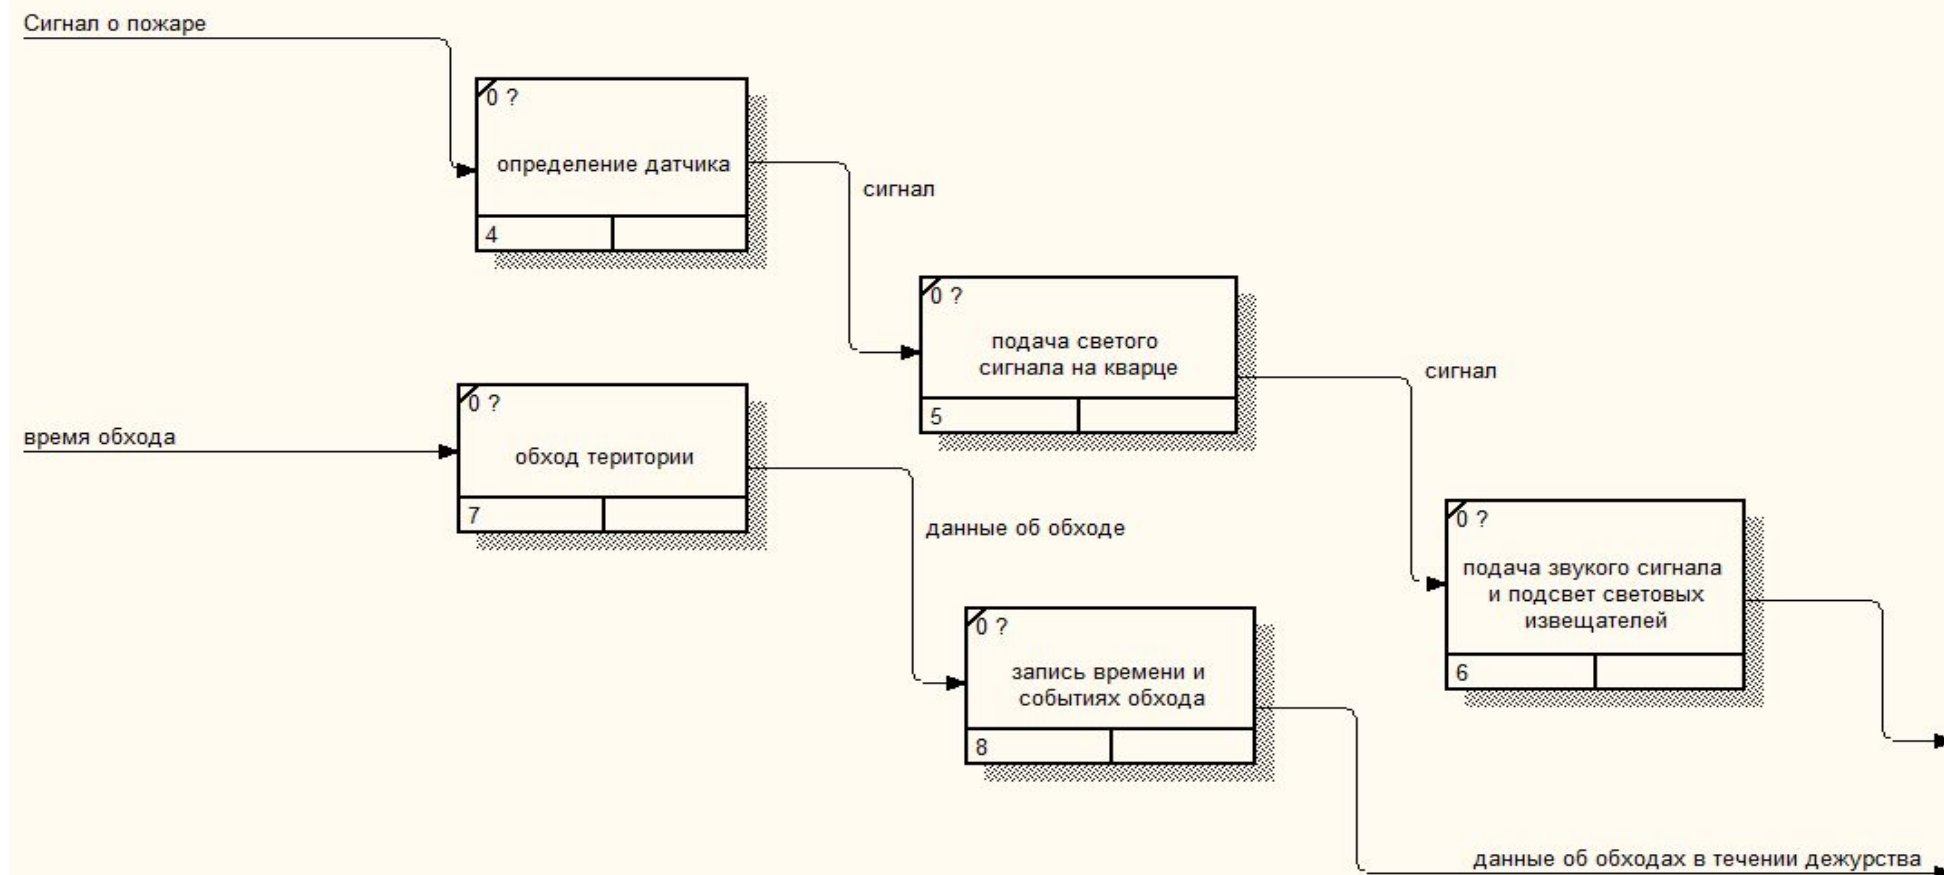 Сигнал о пожаре
0 ?
определение датчика
4
сигнал
0 ?
подача светого
сигнала на кварце
5
сигнал
время обхода
0 ?
обход територии
7
данные об обходе
0 ?
подача звукого сигнала
и подсвет световых
извещателей
6
0 ?
запись времени и
событиях обхода
8
данные об обходах в течении дежурства